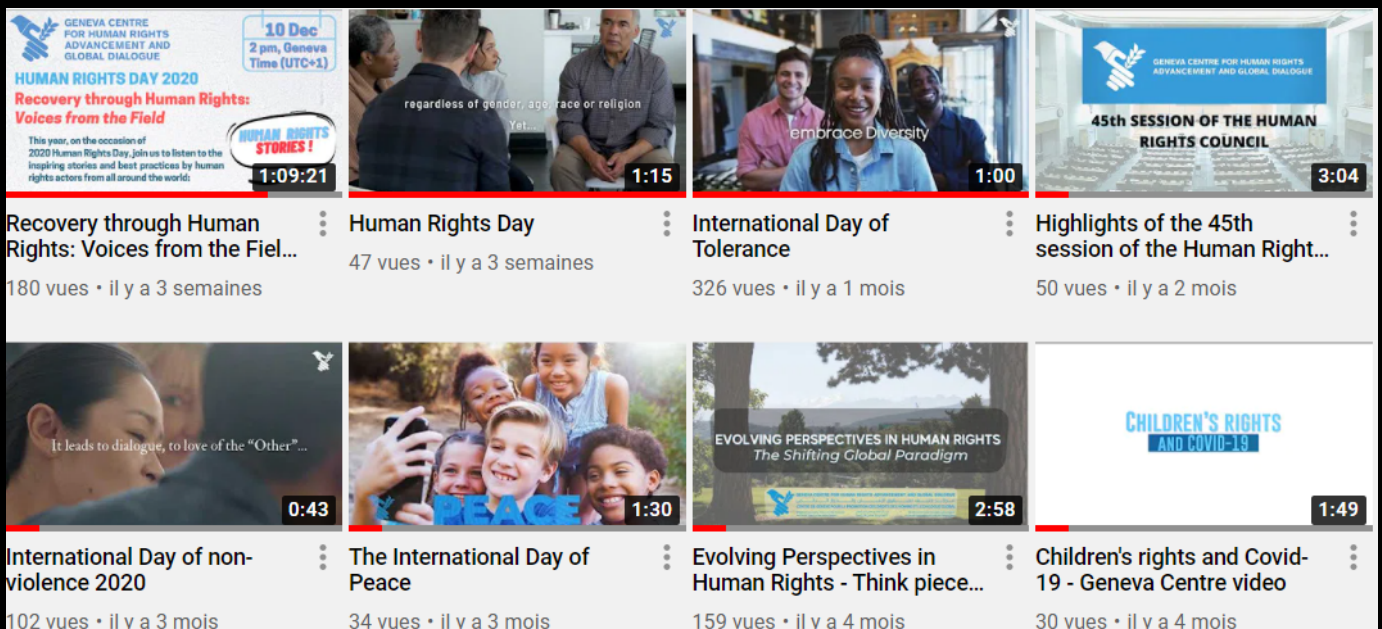 GENEVA CENTRE
FOR HUMAN RIGHTS
ADVANCEMENT AND
GLOBAL DIALOGUE
10 Dec
2 pm, Geneva
Time (UTC+1)
HUMAN RIGHTS DAY 2020
Recovery through Human Rights:
Voices from the Field
This year, on the occasion of
2020 Human Rights Day, join us to listen to the
inspiring stories and best practices by human
rights actors from all around the world:
HUMAN RIGHTS
STORIES !
1:09:21
Recovery through Human
Rights: Voices from the Fiel...
180 vues • il y a 3 semaines
regardless of gender, age, race or religion
Yet...
1:15
Human Rights Day
47 vues • il y a 3 semaines
embrace Diversity
1:00
International Day of
Tolerance
326 vues • il y a 1 mois
GENEVA CENTRE FOR HUMAN RIGHTS
ADVANCEMENT AND GLOBAL DIALOGUE
45th SESSION OF THE HUMAN
RIGHTS COUNCIL
3:04
Highlights of the 45th
session of the Human Right...
50 vues • il y a 2 mois
It leads to dialogue, to love of the “Other”...
0:43
International Day of non-
violence 2020
102 vues • il y a 3 mois
PEACE
1:30
The International Day of
Peace
34 vues • il y a 3 mois
EVOLVING PERSPECTIVES IN HUMAN RIGHTS
The Shifting Global Paradigm
GENEVA CENTRE FOR HUMAN RIGHTS ADVANCEMENT AND GLOBAL DIALOGUE
2:58
Evolving Perspectives in
Human Rights - Think piece...
159 vues • il y a 4 mois
CHILDREN'S RIGHTS
AND COVID-19
1:49
Children's rights and Covid-
19 - Geneva Centre video
30 vues • il y a 4 mois